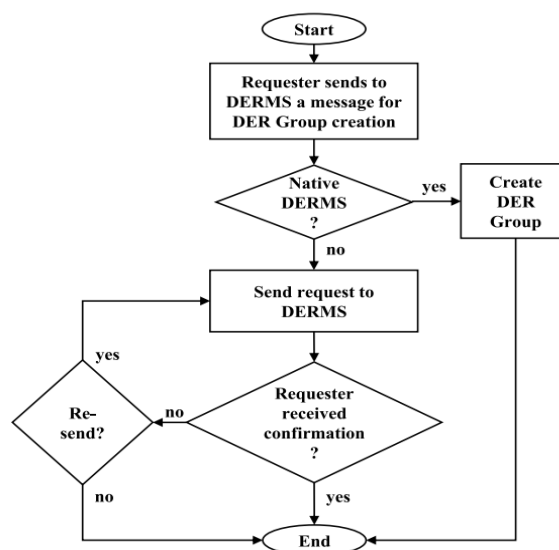 Start
Requester sends to
DERMS a message for
DER Group creation
Native
DERMS
?
yes
Create
DER
Group
no
Send request to
DERMS
yes
Re-
send?
no
Requester
received
confirmation
?
no
yes
End